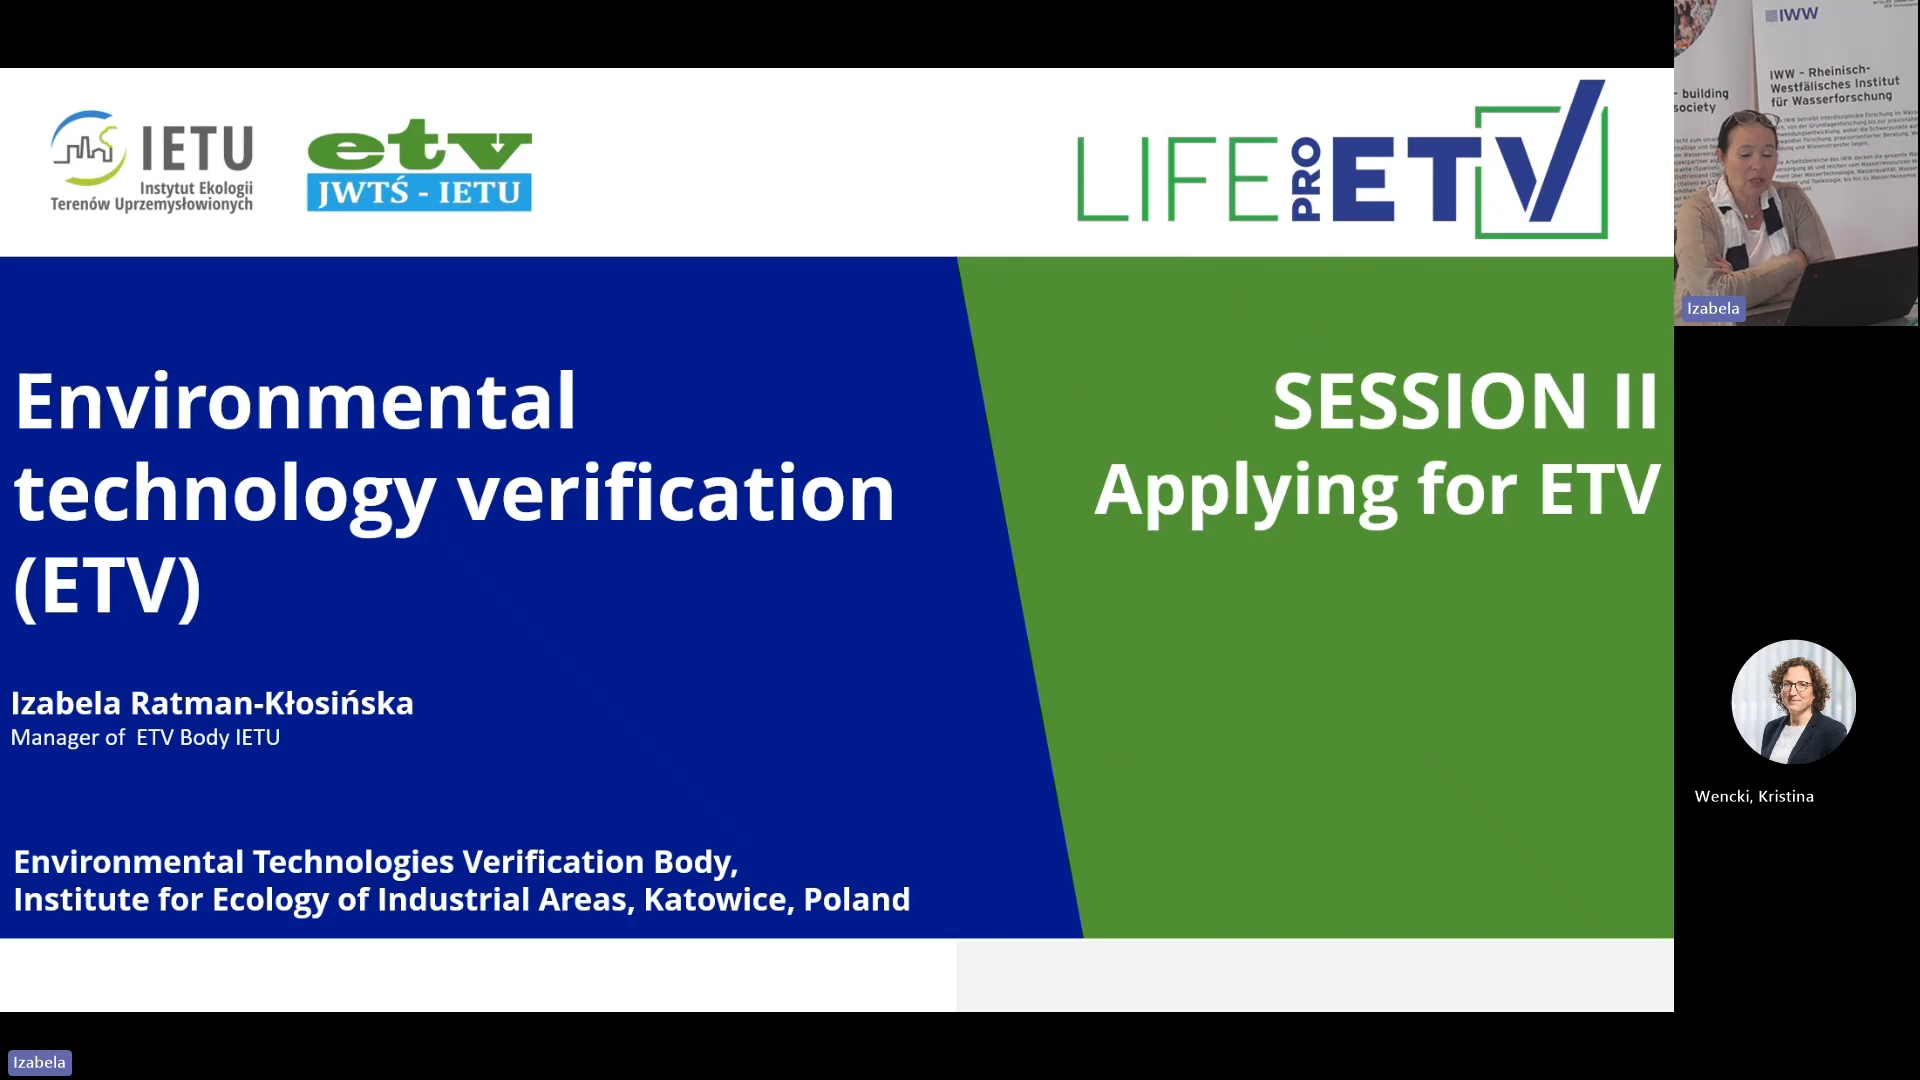 IETU
Instytut Ekologii
Terenów Uprzemysłowionych
etv
JWTŚ - IETU
LIFE PRO ETV
Environmental
technology verification
(ETV)
SESSION II
Applying for ETV
Izabela Ratman-Kłosińska
Manager of ETV Body IETU
Environmental Technologies Verification Body,
Institute for Ecology of Industrial Areas, Katowice, Poland
IWW
building
society
IWW - Rheinisch-
Westfälisches Institut
für Wasserforschung
Izabela
Wencki, Kristina
Izabela